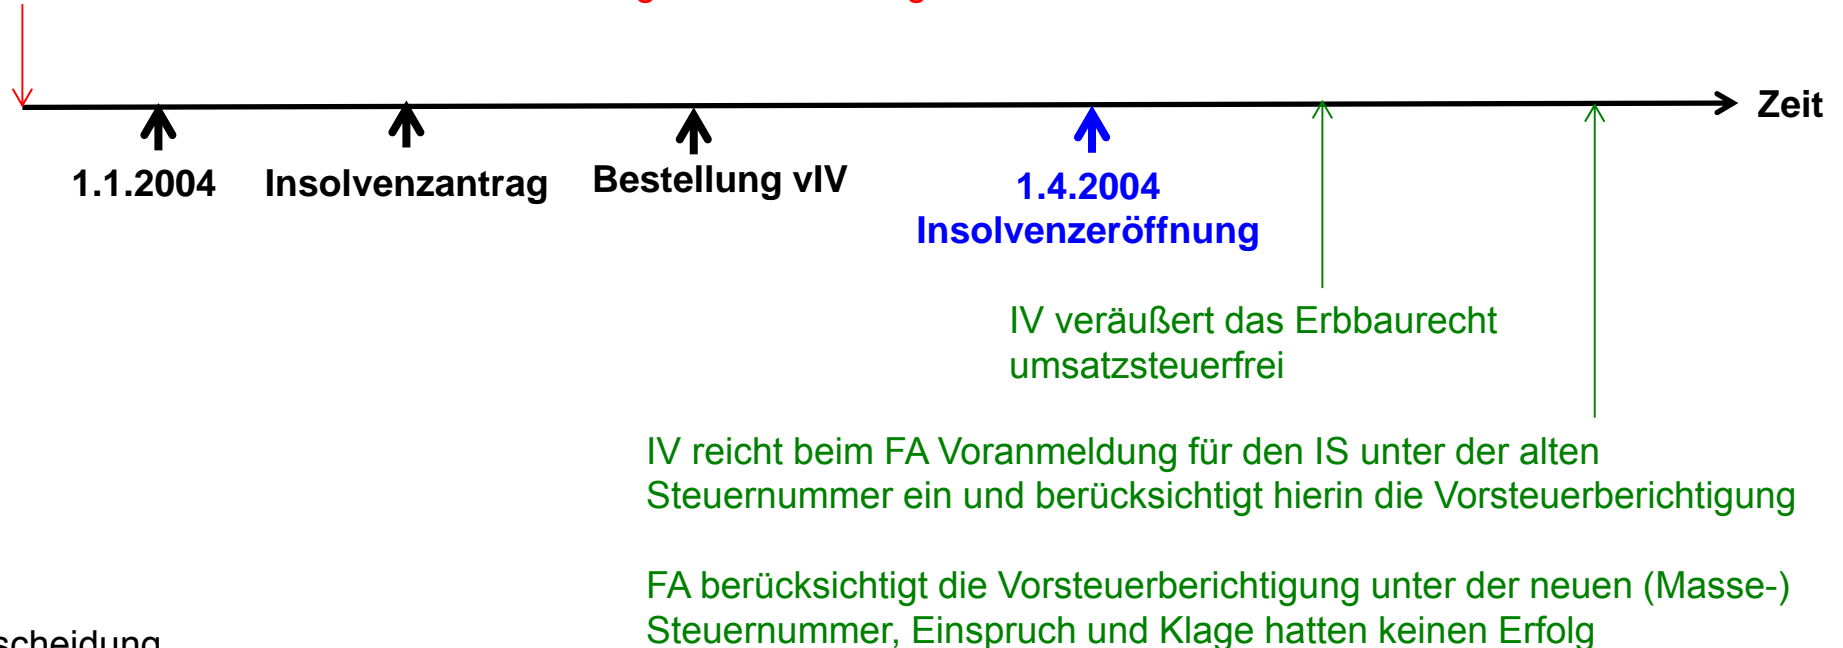 Zeit
1.1.2004
Insolvenzantrag
Bestellung vIV
1.4.2004
Insolvenzeröffnung
IV veräußert das Erbbaurecht
umsatzsteuerfrei
IV reicht beim FA Voranmeldung für den IS unter der alten
Steuernummer ein und berücksichtigt hierin die Vorsteuerberichtigung
FA berücksichtigt die Vorsteuerberichtigung unter der neuen (Masse-)
Steuernummer, Einspruch und Klage hatten keinen Erfolg